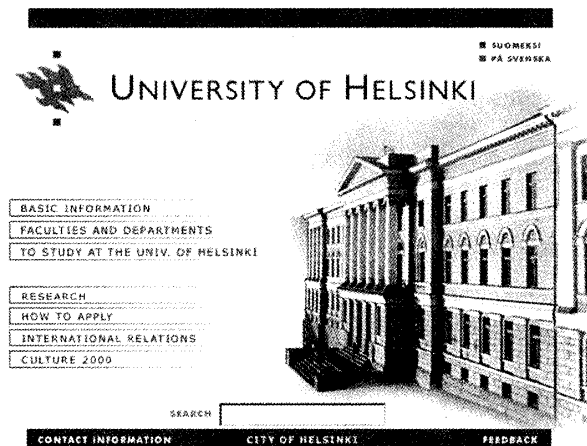 SUOMEKSI
PÅ SVENSKA
UNIVERSITY OF HELSINKI
BASIC INFORMATION
FACULTIES AND DEPARTMENTS
TO STUDY AT THE UNIV. OF HELSINKI
RESEARCH
HOW TO APPLY
INTERNATIONAL RELATIONS
CULTURE 2000
SEARCH
CONTACT INFORMATION CITY OF HELSINKI FEEDBACK